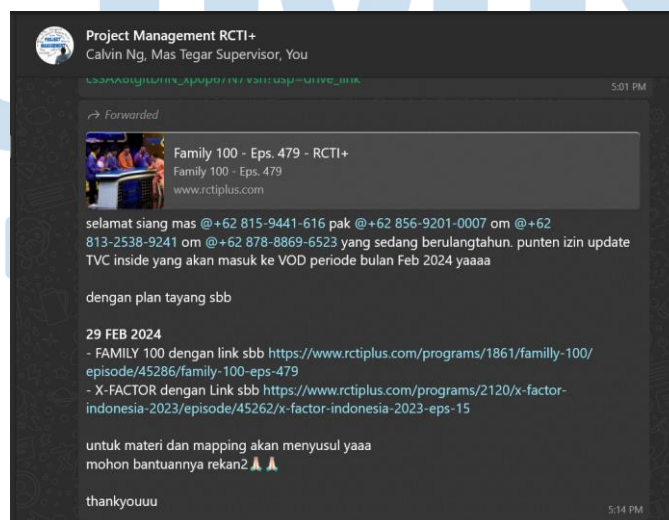 Project Management RCTI+
Calvin Ng, Mas Tegar Supervisor, You
5:01 PM
Forwarded
Family 100 - Eps. 479 - RCTI+
Family 100 - Eps. 479
www.rctiplus.com
selamat siang mas @+62 815-9441-616 pak @+62 856-9201-0007 om @+62
813-2538-9241 om @+62 878-8869-6523 yang sedang berulangtahun. punten izin update
TVC inside yang akan masuk ke VOD periode bulan Feb 2024 yaaaa
dengan plan tayang sbb
29 FEB 2024
- FAMILY 100 dengan link sbb https://www.rctiplus.com/programs/1861/familly-100/
episode/45286/family-100-eps-479
- X-FACTOR dengan Link sbb https://www.rctiplus.com/programs/2120/x-factor-
indonesia-2023/episode/45262/x-factor-indonesia-2023-eps-15
untuk materi dan mapping akan menyusul yaaa
mohon bantuannya rekan2🙏🏻🙏🏻
thankyouuu
5:14 PM